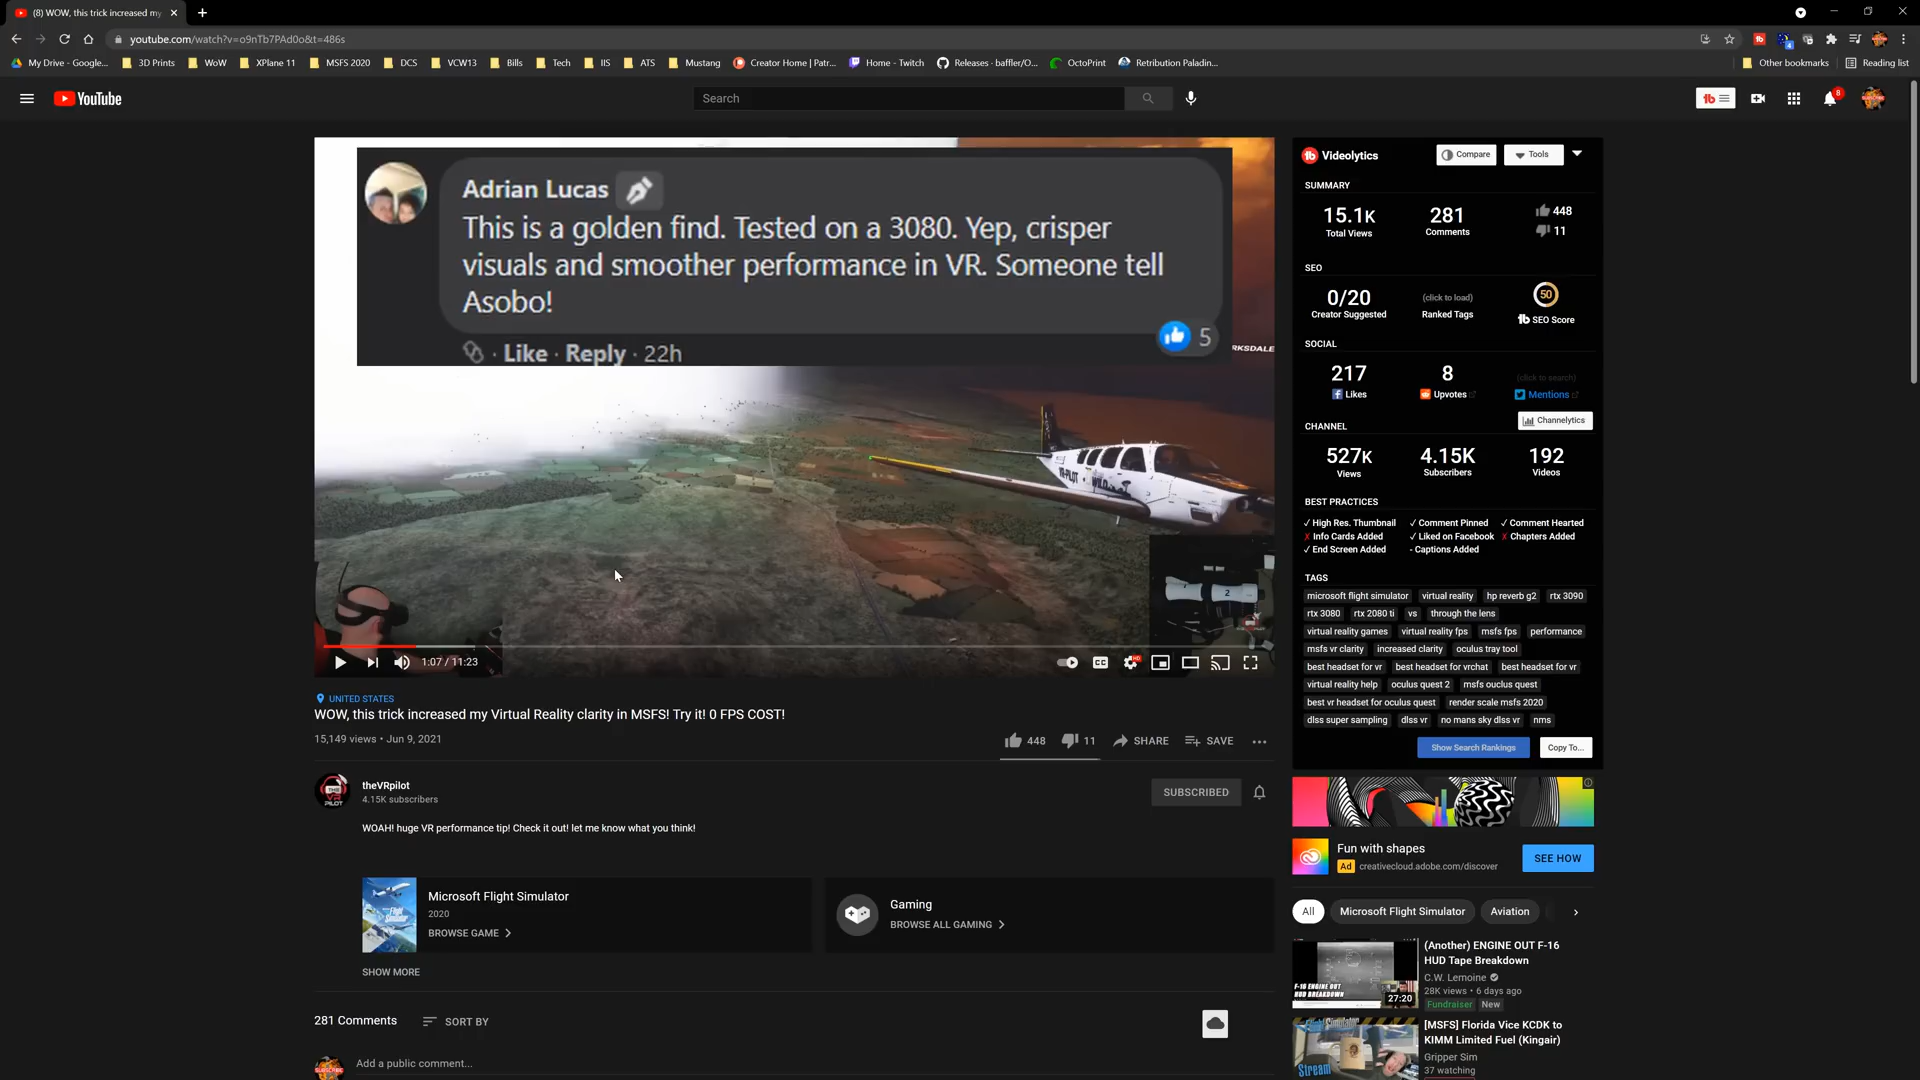 (8) WOW, this trick increased my
youtube.com/watch?v=o9nTb7PAd0o&t=486s
My Drive - Google...
3D Prints
WoW
XPlane 11
MSFS 2020
DCS
VCW13
Bills
Tech
IIS
ATS
Mustang
Creator Home | Patr...
Home - Twitch
Releases · baffler/O...
OctoPrint
Retribution Paladin...
Other bookmarks
Reading list
YouTube
Search
8
Adrian Lucas
This is a golden find. Tested on a 3080. Yep, crisper
visuals and smoother performance in VR. Someone tell
Asobo!
· Like · Reply · 22h
5
RKSDALE
VR-PILOT
WILD
2
1:07 / 11:23
CC
HD
UNITED STATES
WOW, this trick increased my Virtual Reality clarity in MSFS! Try it! 0 FPS COST!
15,149 views • Jun 9, 2021
448
11
SHARE
SAVE
THE VR PILOT
theVRpilot
4.15K subscribers
SUBSCRIBED
WOAH! huge VR performance tip! Check it out! let me know what you think!
Microsoft Flight Simulator
2020
BROWSE GAME
Gaming
BROWSE ALL GAMING
SHOW MORE
281 Comments
SORT BY
Add a public comment...
Videolytics
Compare
Tools
SUMMARY
15.1K
Total Views
281
Comments
448
11
SEO
0/20
Creator Suggested
(click to load)
Ranked Tags
50
SEO Score
SOCIAL
217
Likes
8
Upvotes
(click to search)
Mentions
CHANNEL
Channelytics
527K
Views
4.15K
Subscribers
192
Videos
BEST PRACTICES
✓ High Res. Thumbnail
✓ Comment Pinned
✓ Comment Hearted
✗ Info Cards Added
✓ Liked on Facebook
✗ Chapters Added
✓ End Screen Added
- Captions Added
TAGS
microsoft flight simulator
virtual reality
hp reverb g2
rtx 3090
rtx 3080
rtx 2080 ti
vs
through the lens
virtual reality games
virtual reality fps
msfs fps
performance
msfs vr clarity
increased clarity
oculus tray tool
best headset for vr
best headset for vrchat
best headset for vr
virtual reality help
oculus quest 2
msfs ouclus quest
best vr headset for oculus quest
render scale msfs 2020
dlss super sampling
dlss vr
no mans sky dlss vr
nms
Show Search Rankings
Copy To...
Fun with shapes
Ad
creativecloud.adobe.com/discover
SEE HOW
All
Microsoft Flight Simulator
Aviation
F-16 ENGINE OUT
HUD BREAKDOWN
27:20
(Another) ENGINE OUT F-16
HUD Tape Breakdown
C.W. Lemoine
28K views • 6 days ago
Fundraiser
New
Stream
[MSFS] Florida Vice KCDK to
KIMM Limited Fuel (Kingair)
Gripper Sim
37 watching